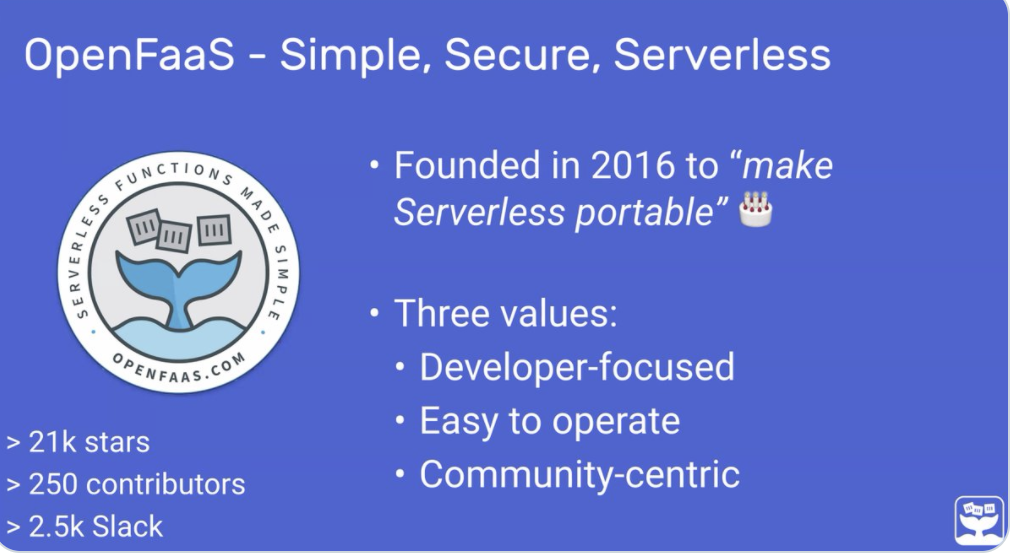 OpenFaaS - Simple, Secure, Serverless
SERVERLESS FUNCTIONS MADE SIMPLE
OPENFAAS.COM
> 21k stars
> 250 contributors
> 2.5k Slack
• Founded in 2016 to “make
Serverless portable” 🎂
• Three values:
• Developer-focused
• Easy to operate
• Community-centric